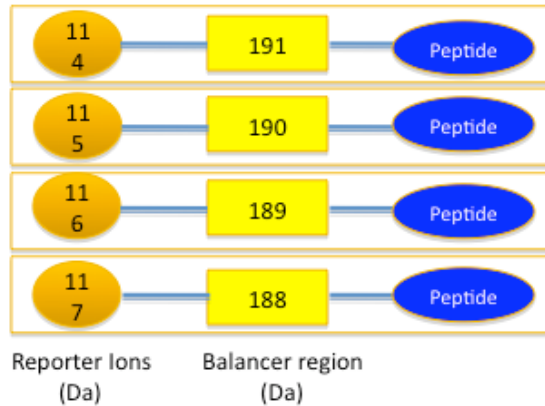 11
4
191
Peptide
11
5
190
Peptide
11
6
189
Peptide
11
7
188
Peptide
Reporter Ions
(Da)
Balancer region
(Da)